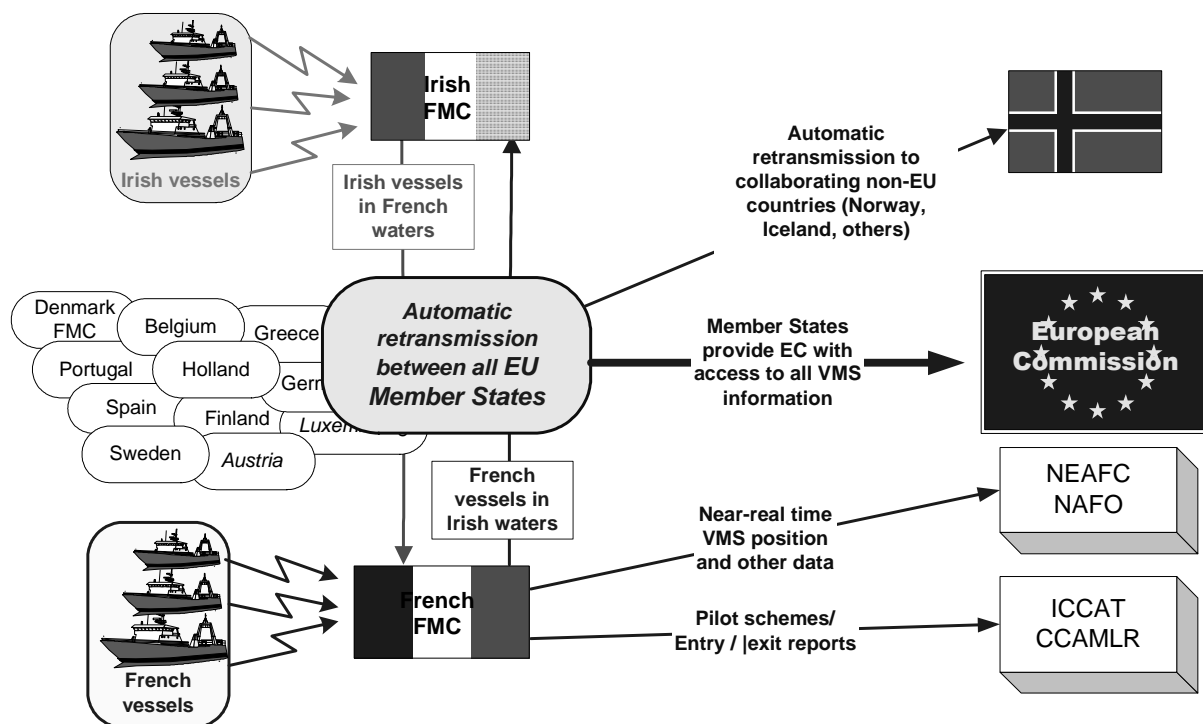 Irish
FMC
Irish vessels
Irish vessels
in French
waters
Automatic
retransmission to
collaborating non-EU
countries (Norway,
Iceland, others)
Denmark
FMC
Belgium
Greece
Portugal
Holland
Spain
Finland
Sweden
Austria
Automatic
retransmission
between all EU
Member States
Member States
provide EC with
access to all VMS
information
European
Commission
French
vessels in
Irish waters
NEAFC
NAFO
Near-real time
VMS position
and other data
French
FMC
French
vessels
Pilot schemes/
Entry / |exit reports
ICCAT
CCAMLR